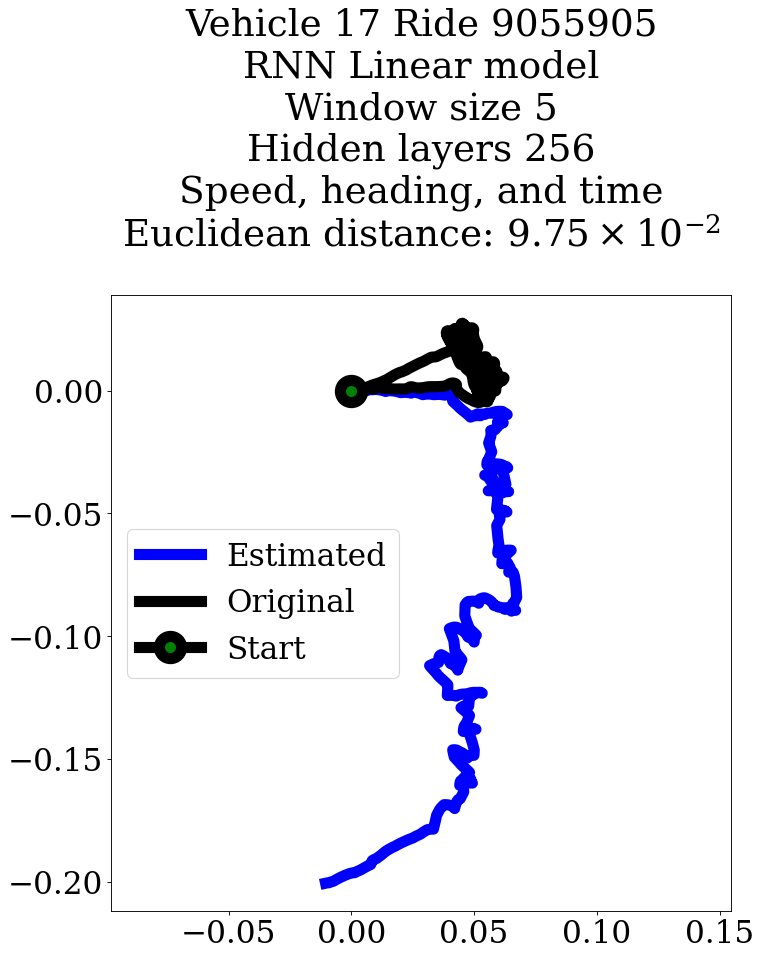 Vehicle 17 Ride 9055905
RNN Linear model
Window size 5
Hidden layers 256
Speed, heading, and time
Euclidean distance: 9.75 × 10⁻²
0.00
−0.05
−0.10
−0.15
−0.20
Estimated
Original
Start
−0.05 0.00 0.05 0.10 0.15